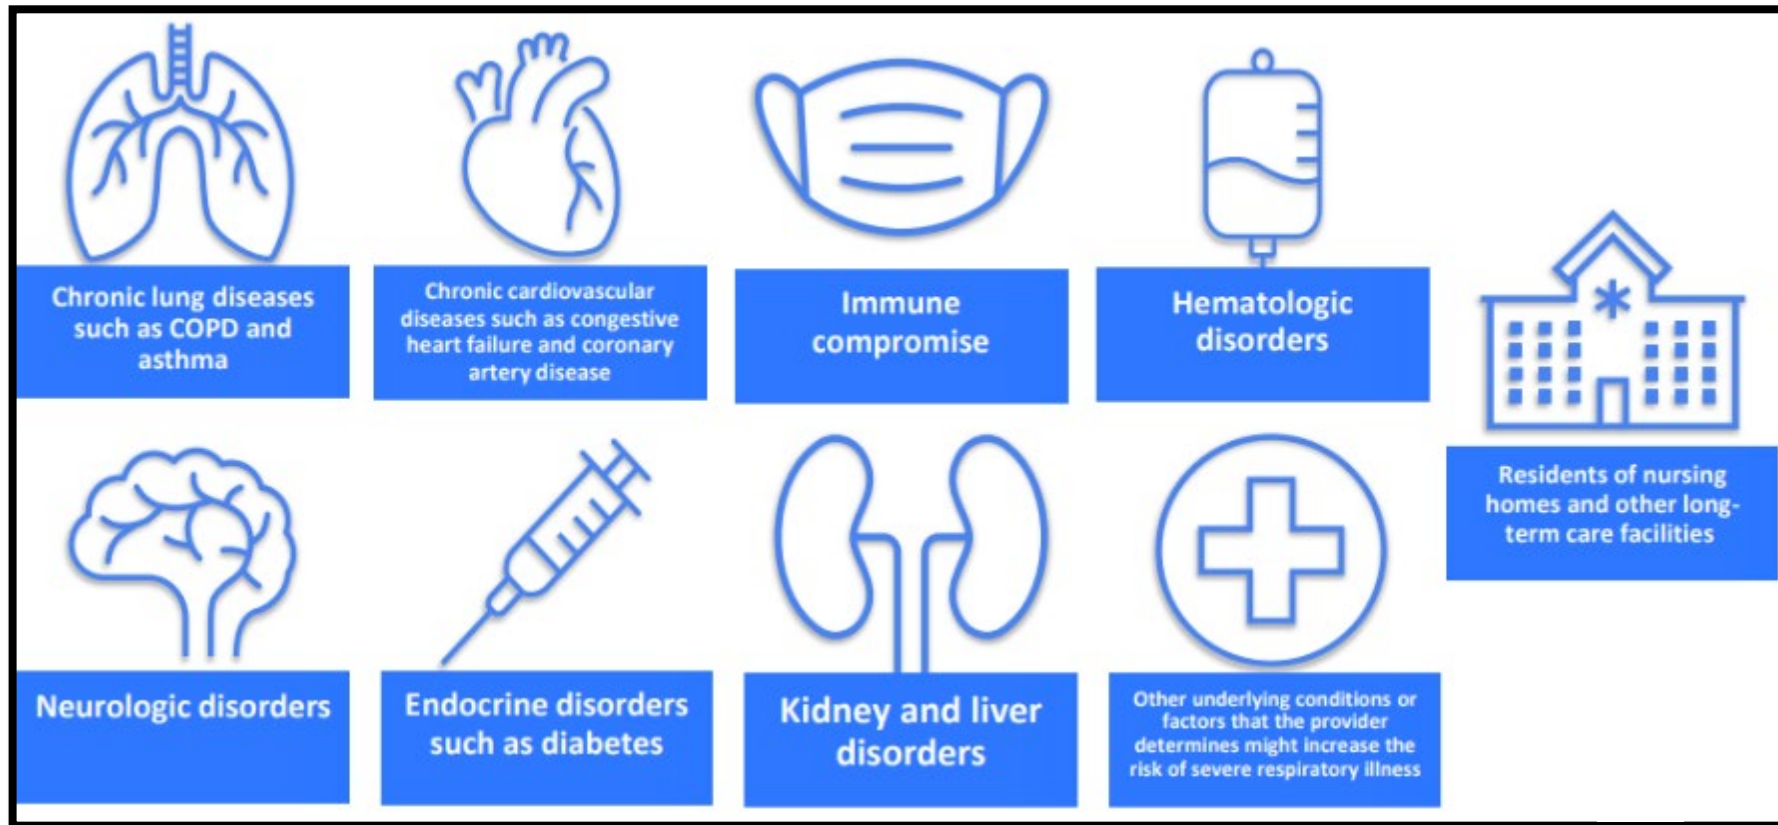 Chronic lung diseases
such as COPD and
asthma
Chronic cardiovascular
diseases such as congestive
heart failure and coronary
artery disease
Immune
compromise
Hematologic
disorders
Residents of nursing
homes and other long-
term care facilities
Neurologic disorders
Endocrine disorders
such as diabetes
Kidney and liver
disorders
Other underlying conditions or
factors that the provider
determines might increase the
risk of severe respiratory illness